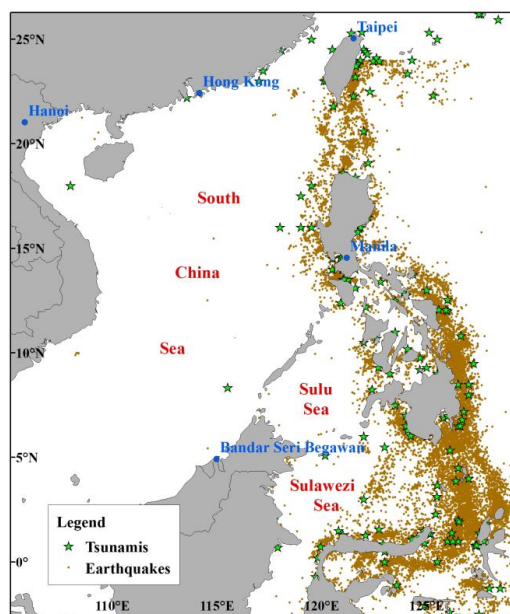 25°N
Taipei
Hong Kong
Hanoi
20°N
South
15°N
Manila
China
Sea
10°N
Sulu
Sea
Bandar Seri Begawan
5°N
Sulawezi
Sea
Legend
Tsunamis
Earthquakes
0°
110°E
115°E
120°E
125°E